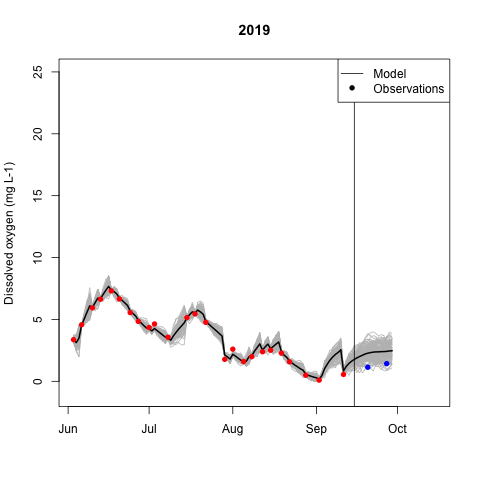 2019
Model
Observations
Dissolved oxygen (mg L-1)
25
20
15
10
5
0
Jun
Jul
Aug
Sep
Oct